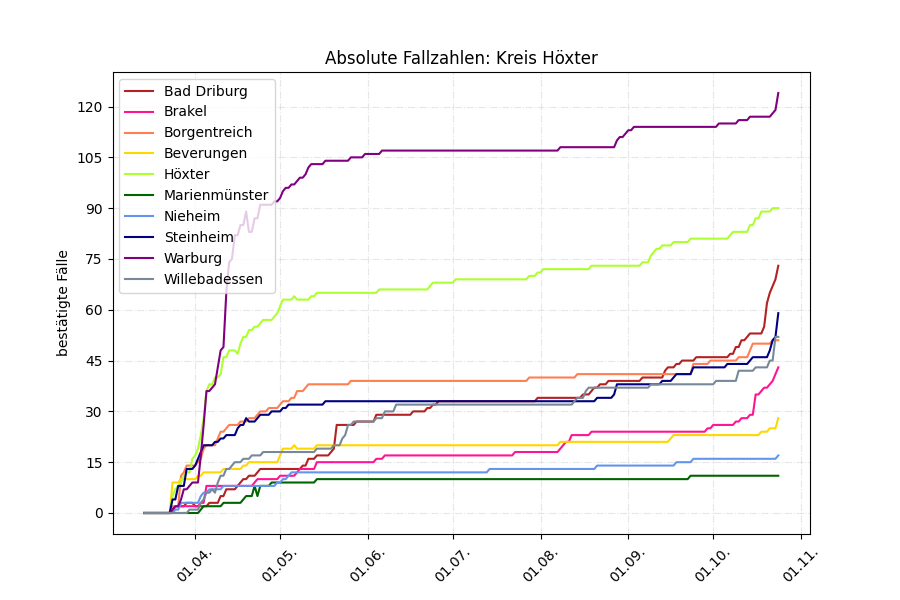 Absolute Fallzahlen: Kreis Höxter
bestätigte Fälle
120
105
90
75
60
45
30
15
0
Bad Driburg
Brakel
Borgentreich
Beverungen
Höxter
Marienmünster
Nieheim
Steinheim
Warburg
Willebadessen
01.04.
01.05.
01.06.
01.07.
01.08.
01.09.
01.10.
01.11.